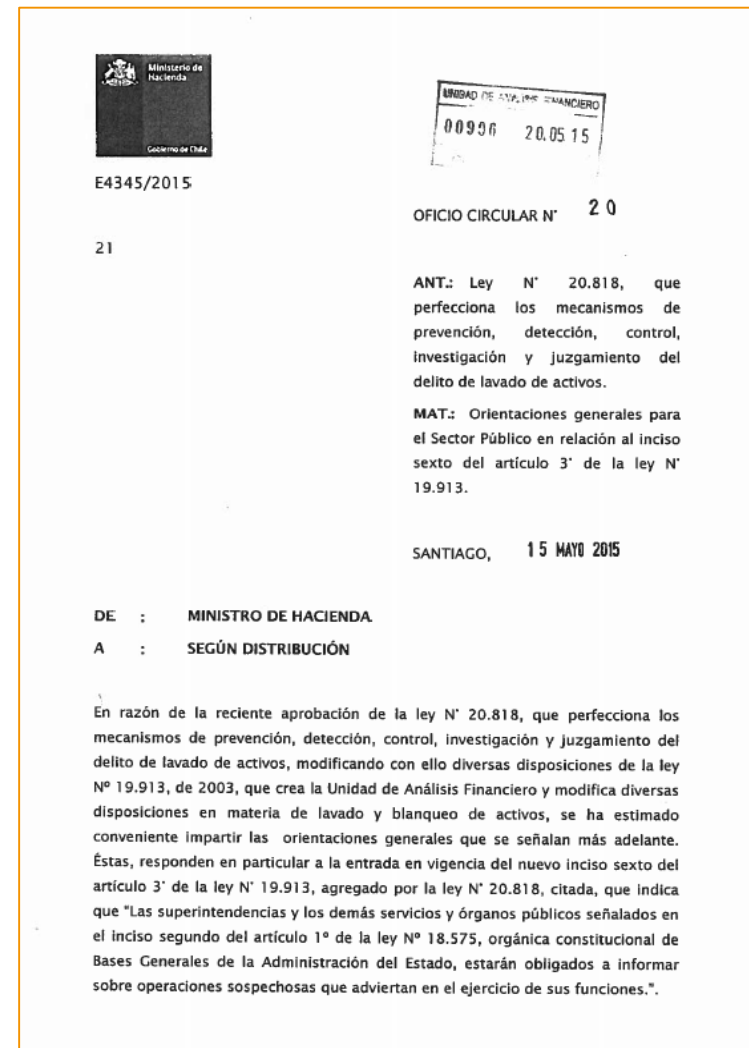 Ministerio de
Hacienda
Gobierno de Chile
UNIDAD DE ANALISIS FINANCIERO
00996 20.05 15
E4345/2015
OFICIO CIRCULAR N° 20
21
ANT.: Ley N° 20.818, que
perfecciona los mecanismos de
prevención, detección, control,
investigación y juzgamiento del
delito de lavado de activos.
MAT.: Orientaciones generales para
el Sector Público en relación al inciso
sexto del artículo 3° de la ley N°
19.913.
SANTIAGO, 15 MAYO 2015
DE : MINISTRO DE HACIENDA
A : SEGÚN DISTRIBUCIÓN
En razón de la reciente aprobación de la ley N° 20.818, que perfecciona los
mecanismos de prevención, detección, control, investigación y juzgamiento del
delito de lavado de activos, modificando con ello diversas disposiciones de la ley
Nº 19.913, de 2003, que crea la Unidad de Análisis Financiero y modifica diversas
disposiciones en materia de lavado y blanqueo de activos, se ha estimado
conveniente impartir las orientaciones generales que se señalan más adelante.
Éstas, responden en particular a la entrada en vigencia del nuevo inciso sexto del
artículo 3° de la ley N° 19.913, agregado por la ley N° 20.818, citada, que indica
que "Las superintendencias y los demás servicios y órganos públicos señalados en
el inciso segundo del artículo 1º de la ley Nº 18.575, orgánica constitucional de
Bases Generales de la Administración del Estado, estarán obligados a informar
sobre operaciones sospechosas que adviertan en el ejercicio de sus funciones.".